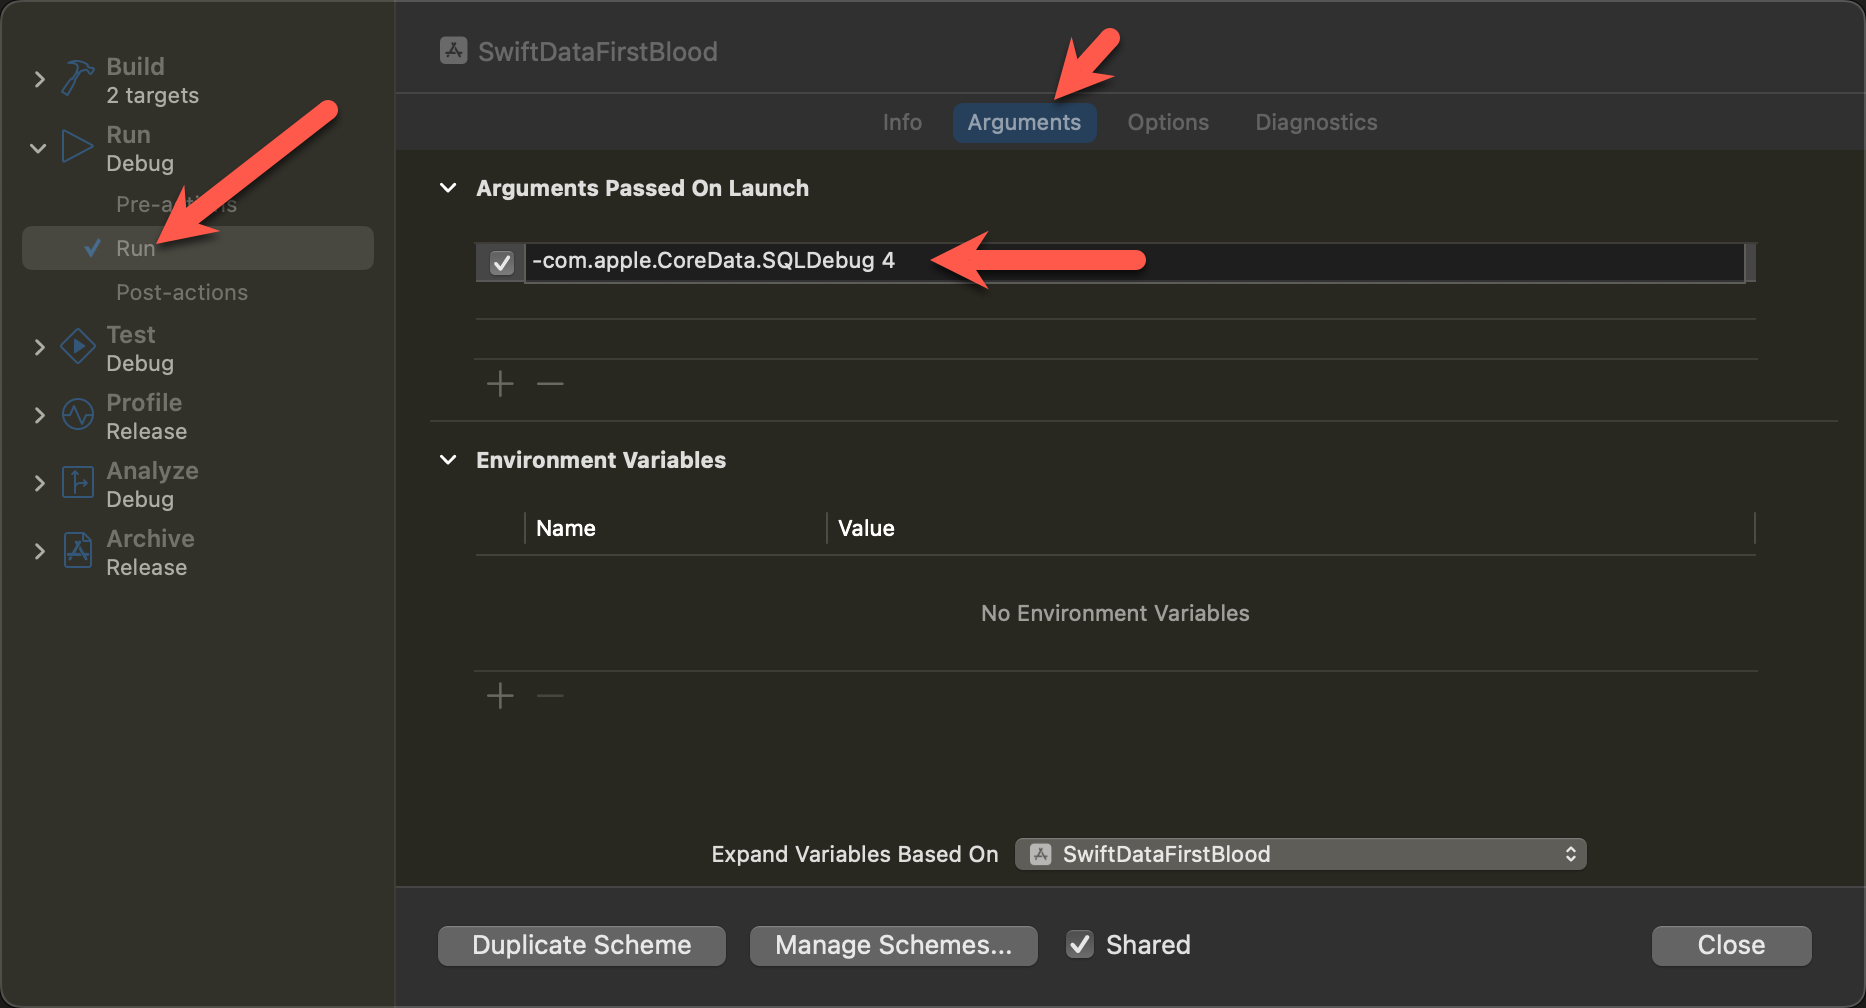 Build
2 targets
Run
Debug
Pre-actions
Run
Post-actions
Test
Debug
Profile
Release
Analyze
Debug
Archive
Release
SwiftDataFirstBlood
Info Arguments Options Diagnostics
Arguments Passed On Launch
-com.apple.CoreData.SQLDebug 4
Environment Variables
Name Value
No Environment Variables
Expand Variables Based On SwiftDataFirstBlood
Duplicate Scheme Manage Schemes... Shared Close